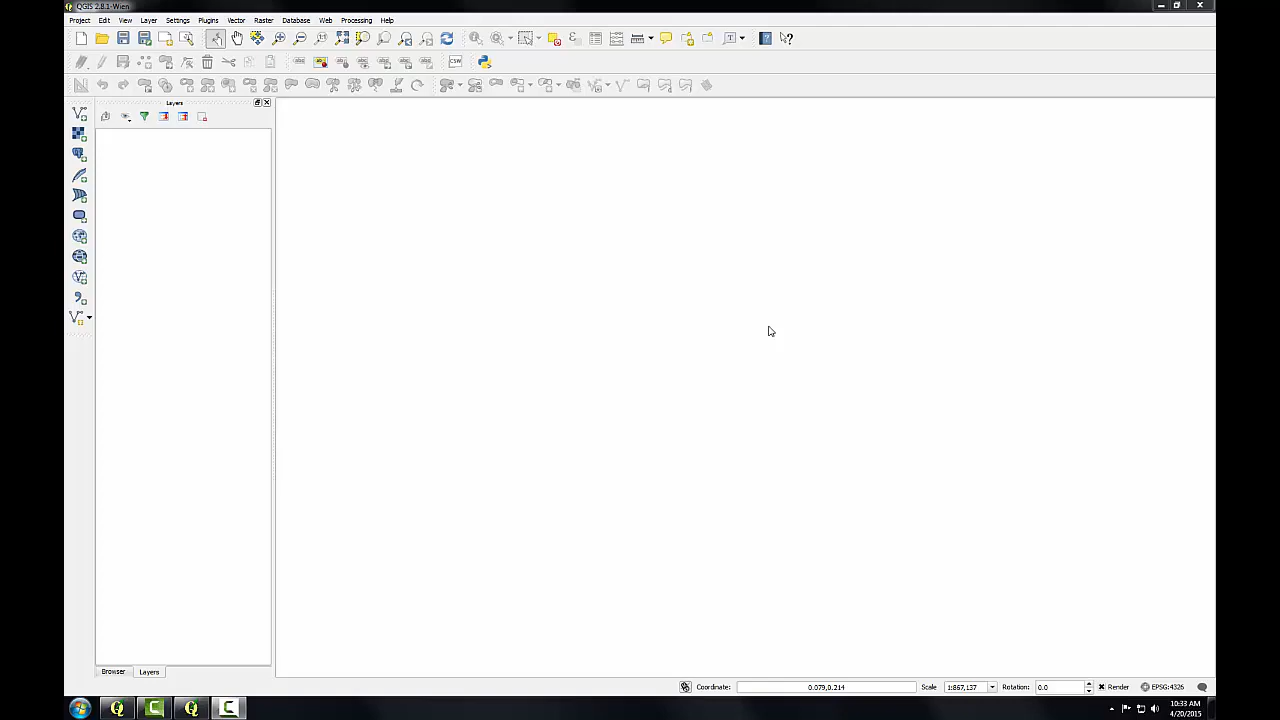 QGIS 2.8.1-Wien
Project Edit View Layer Settings Plugins Vector Raster Database Web Processing Help
CSW
Layers
Browser Layers
Coordinate: 0.079,0.214 Scale 1:867,137 Rotation: 0.0 Render EPSG:4326
10:33 AM
4/20/2015